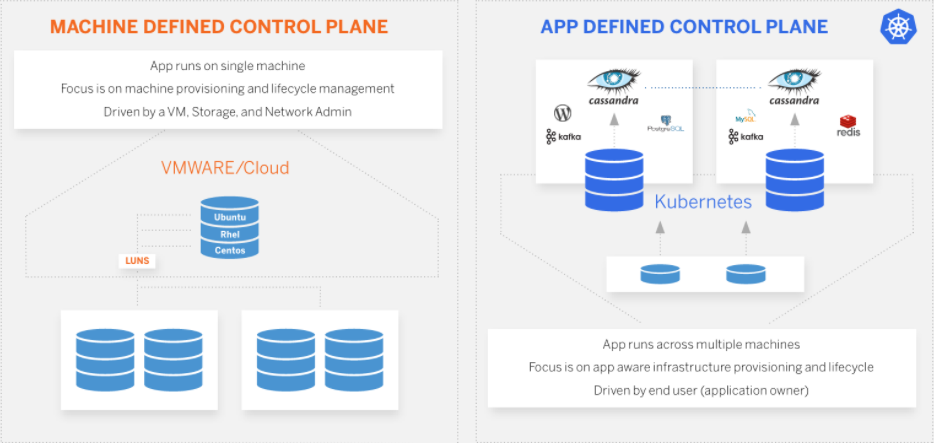 MACHINE DEFINED CONTROL PLANE
App runs on single machine
Focus is on machine provisioning and lifecycle management
Driven by a VM, Storage, and Network Admin
VMWARE/Cloud
Ubuntu
Rhel
Centos
LUNS
APP DEFINED CONTROL PLANE
cassandra
kafka
PostgreSQL
cassandra
MySQL
kafka
redis
Kubernetes
App runs across multiple machines
Focus is on app aware infrastructure provisioning and lifecycle
Driven by end user (application owner)